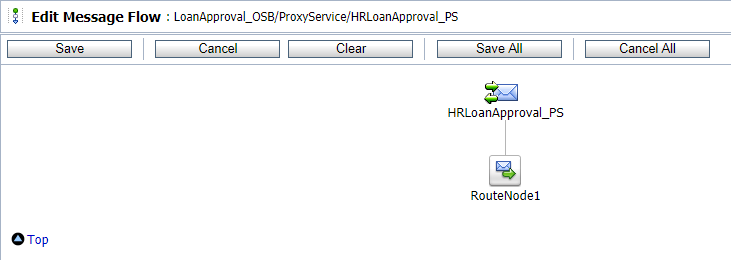 Edit Message Flow : LoanApproval_OSB/ProxyService/HRLoanApproval_PS
Save Cancel Clear Save All Cancel All
HRLoanApproval_PS
RouteNode1
Top